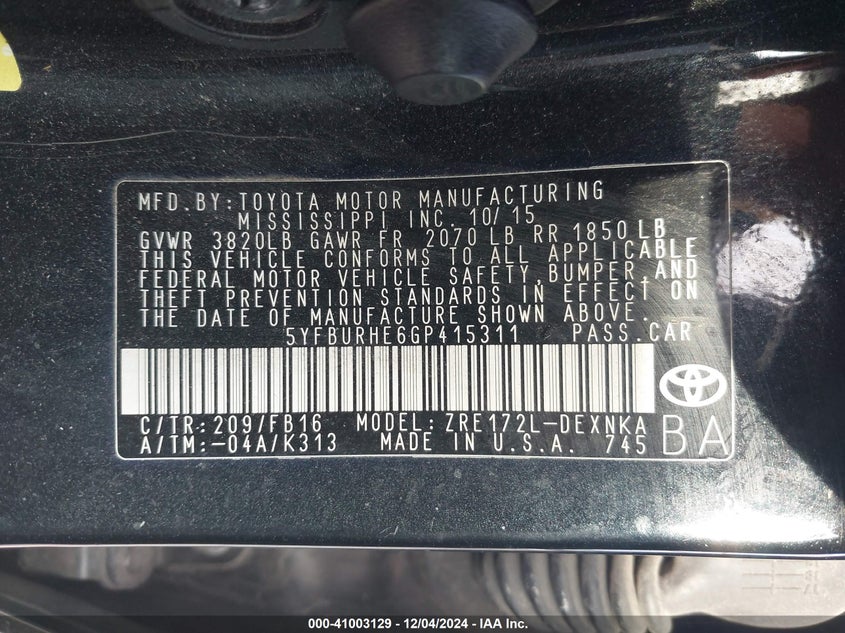 MFD.BY:TOYOTA MOTOR MANUFACTURING
MISSISSIPPI INC. 10/15
GVWR 3820LB GAWR FR 2070 LB RR 1850 LB
THIS VEHICLE CONFORMS TO ALL APPLICABLE
FEDERAL MOTOR VEHICLE SAFETY,BUMPER,AND
THEFT PREVENTION STANDARDS IN EFFECT ON
THE DATE OF MANUFACTURE SHOWN ABOVE.
5YFBURHE6GP415311 PASS.CAR
C/TR:209/FB16 MODEL:ZRE172L-DEXNKA
A/TM:-04A/K313 MADE IN U.S.A. 745
BA
000-41003129 - 12/04/2024 - IAA Inc.